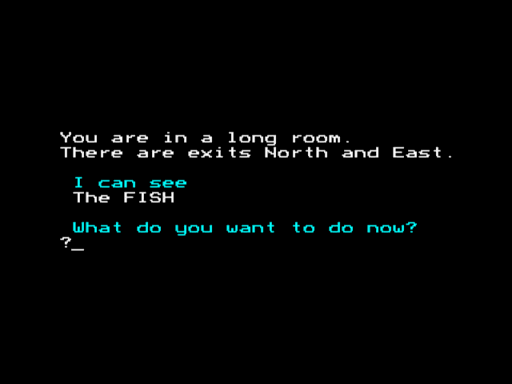 You are in a long room.
There are exits North and East.
I can see
The FISH
What do you want to do now?
?_